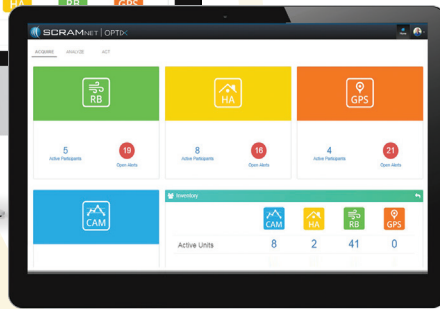 HA RB GPS
SCRAMNET | OPTIX
ACQUIRE ANALYZE ACT
RB HA GPS
5 19 8 16 4 21
Active Participants Open Alerts Active Participants Open Alerts Active Participants Open Alerts
CAM
Inventory
CAM HA RB GPS
Active Units 8 2 41 0